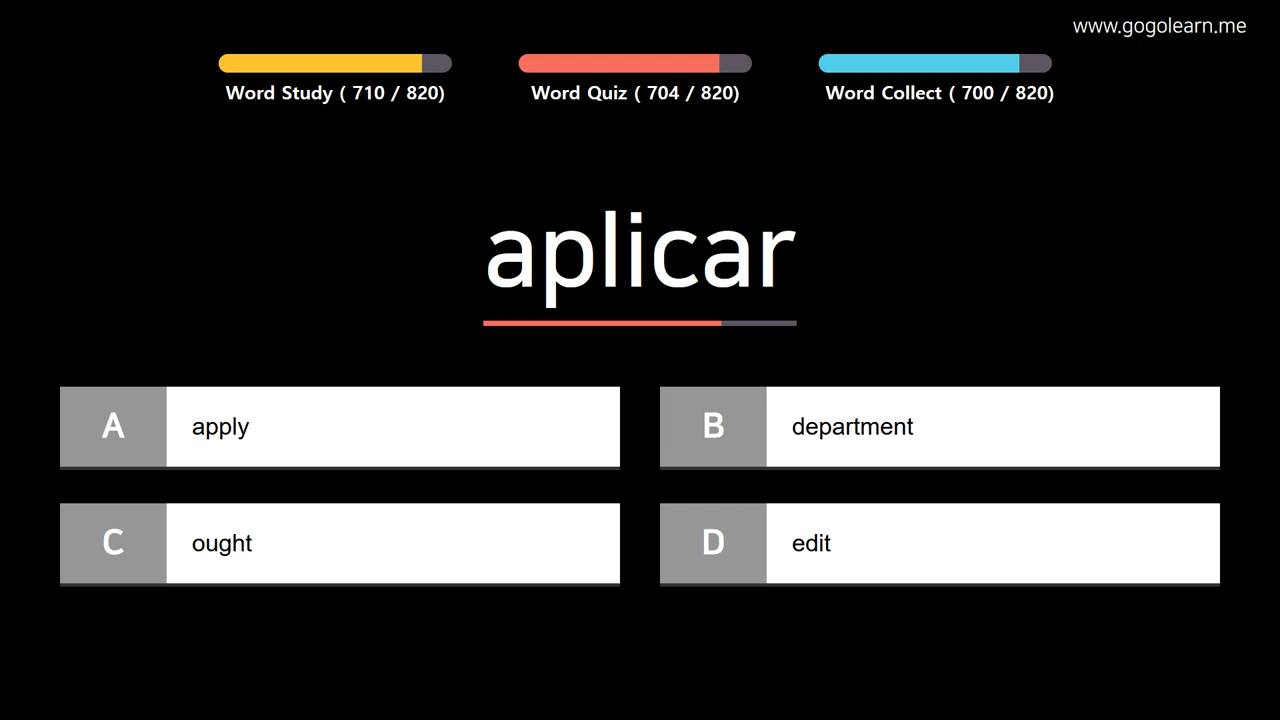 www.gogolearn.me
Word Study ( 710 / 820)
Word Quiz ( 704 / 820)
Word Collect ( 700 / 820)
aplicar
A apply
B department
C ought
D edit